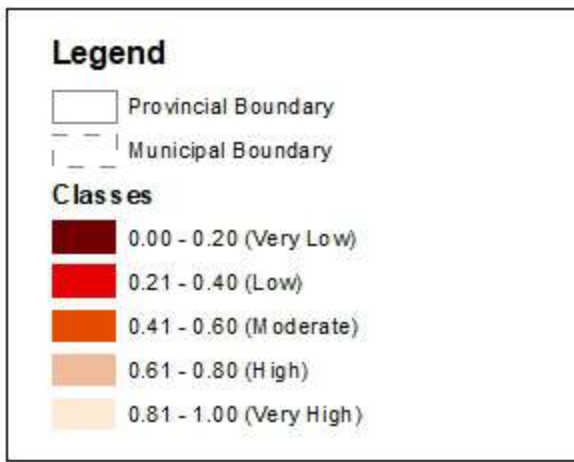 Legend
Provincial Boundary
Municipal Boundary
Classes
0.00 - 0.20 (Very Low)
0.21 - 0.40 (Low)
0.41 - 0.60 (Moderate)
0.61 - 0.80 (High)
0.81 - 1.00 (Very High)